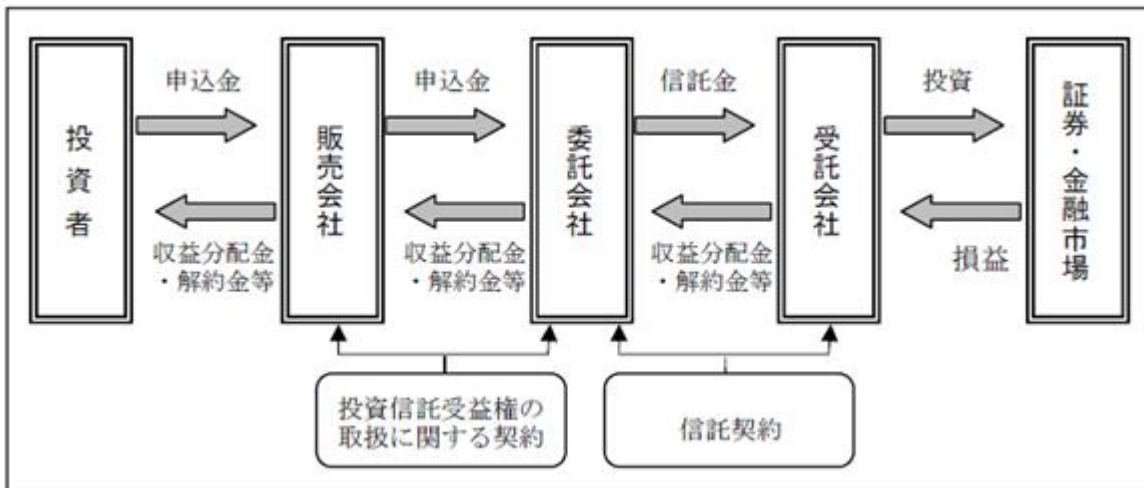 申込金
申込金
信託金
投資
投資者
販売会社
委託会社
受託会社
証券・金融市場
収益分配金
・解約金等
収益分配金
・解約金等
収益分配金
・解約金等
損益
投資信託受益権の
取扱に関する契約
信託契約